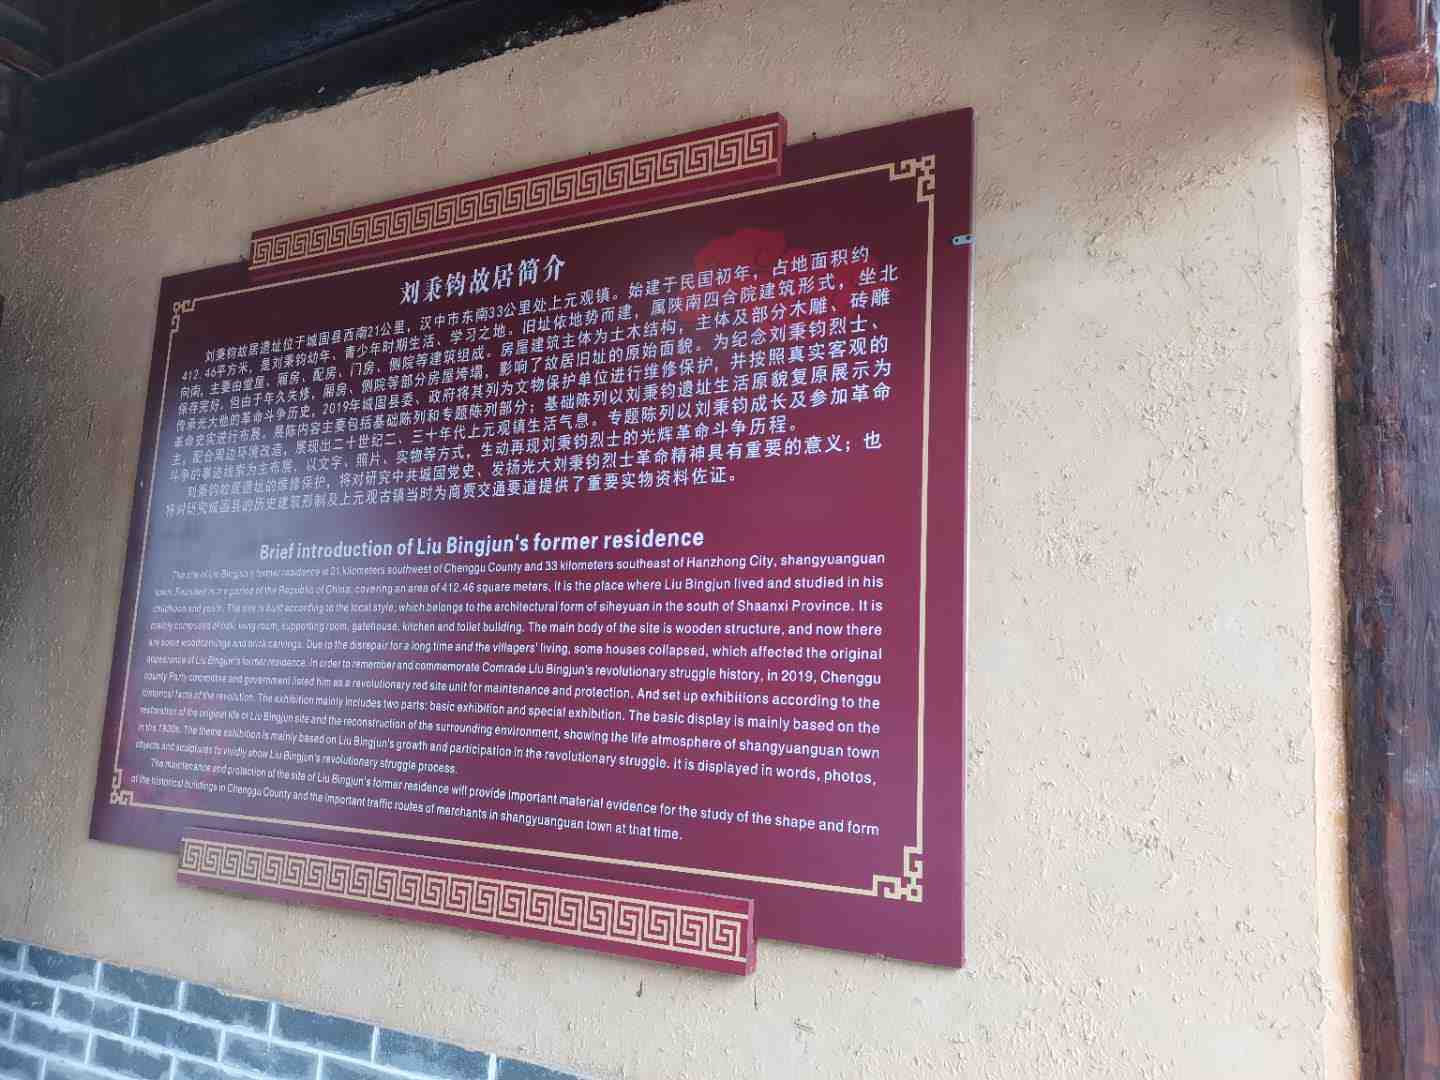 刘秉钧故居简介
刘秉钧故居遗址位于城固县西南21公里，汉中市东南33公里处上元观镇。始建于民国初年，占地面积约
412.46平方米，是刘秉钧幼年、青少年时期生活、学习之地。旧址依地势而建，属陕南四合院建筑形式，坐北
向南，主要由堂屋、厢房、配房、门房、侧院等建筑组成。房屋建筑主体为土木结构，主体及部分木雕、砖雕
保存完好，但由于年久失修，厢房、侧院等部分房屋垮塌，影响了故居旧址的原始面貌。为纪念刘秉钧烈士、
传承光大他的革命斗争历史，2019年城固县委、政府将其列为文物保护单位进行维修保护，并按照真实客观的
革命史实进行布展。展陈内容主要包括基础陈列和专题陈列部分；基础陈列以刘秉钧遗址生活原貌复原展示为
主，配合周边环境改造，展现出二十世纪二、三十年代上元观镇生活气息。专题陈列以刘秉钧成长及参加革命
斗争的事迹线索为主布展，以文字、照片、实物等方式，生动再现刘秉钧烈士的光辉革命斗争历程。
刘秉钧故居遗址的维修保护，将对研究中共城固党史、发扬光大刘秉钧烈士革命精神具有重要的意义；也
将对研究城固县的历史建筑形制及上元观古镇当时为商贾交通要道提供了重要实物资料佐证。
Brief introduction of Liu Bingjun's former residence
The site of Liu Bingjun's former residence is 21 kilometers southwest of Chenggu County and 33 kilometers southeast of Hanzhong City, shangyuanguan
town. Founded in the period of the Republic of China, covering an area of 412.46 square meters, it is the place where Liu Bingjun lived and studied in his
childhood and youth. The site is built according to the local style, which belongs to the architectural form of siheyuan in the south of Shaanxi Province. It is
mainly composed of hall, wing room, supporting room, gatehouse, kitchen and toilet building. The main body of the site is wooden structure, and now there
are some woodcarvings and brick carvings. Due to the disrepair for a long time and the villagers' living, some houses collapsed, which affected the original
appearance of Liu Bingjun's former residence. In order to remember and commemorate Comrade Liu Bingjun's revolutionary struggle history, in 2019, Chenggu
county Party committee and government listed him as a revolutionary red site unit for maintenance and protection. And set up exhibitions according to the
historical facts of the revolution. The exhibition mainly includes two parts: basic exhibition and special exhibition. The basic display is mainly based on the
restoration of the original life of Liu Bingjun site and the reconstruction of the surrounding environment, showing the life atmosphere of shangyuanguan town
in the 1930s. The theme exhibition is mainly based on Liu Bingjun's growth and participation in the revolutionary struggle. It is displayed in words, photos,
objects and sculptures to vividly show Liu Bingjun's revolutionary struggle process.
The maintenance and protection of the site of Liu Bingjun's former residence will provide important material evidence for the study of the shape and form
of the historical buildings in Chenggu County and the important traffic routes of merchants in shangyuanguan town at that time.